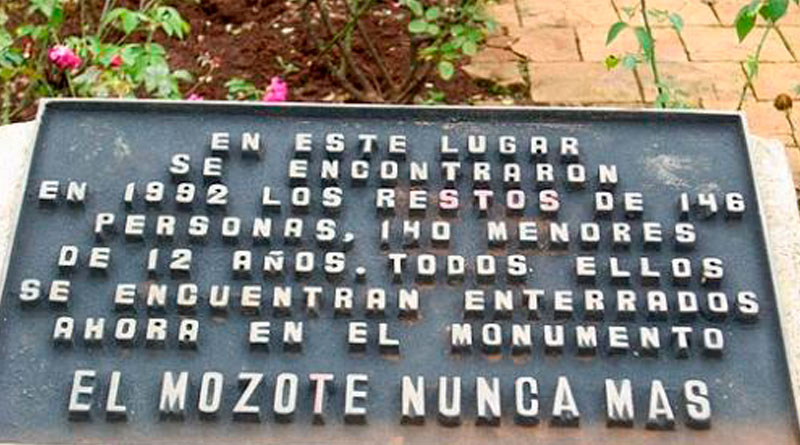 EN ESTE LUGAR
SE ENCONTRARON
EN 1992 LOS RESTOS DE 146
PERSONAS, 140 MENORES
DE 12 AÑOS. TODOS ELLOS
SE ENCUENTRAN ENTERRADOS
AHORA EN EL MONUMENTO
EL MOZOTE NUNCA MAS